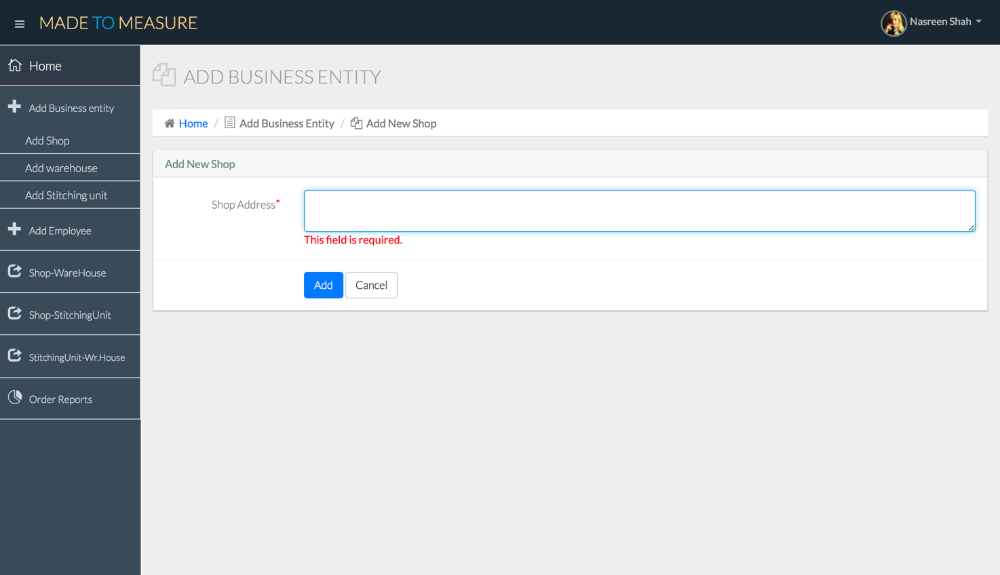 MADE TO MEASURE
Nasreen Shah
Home
Add Business entity
Add Shop
Add warehouse
Add Stitching unit
Add Employee
Shop-WareHouse
Shop-StitchingUnit
StitchingUnit-Wr.House
Order Reports
ADD BUSINESS ENTITY
Home / Add Business Entity / Add New Shop
Add New Shop
Shop Address*
This field is required.
Add Cancel